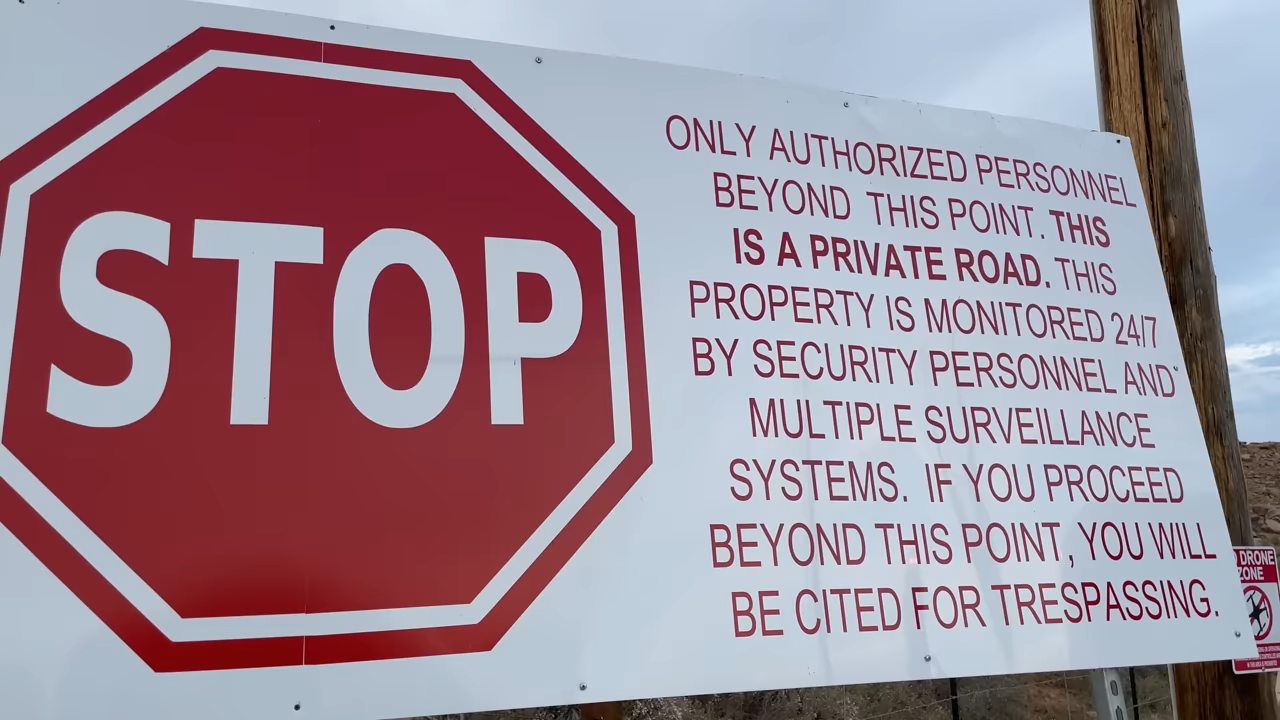 STOP
ONLY AUTHORIZED PERSONNEL
BEYOND THIS POINT. THIS
IS A PRIVATE ROAD. THIS
PROPERTY IS MONITORED 24/7
BY SECURITY PERSONNEL AND
MULTIPLE SURVEILLANCE
SYSTEMS. IF YOU PROCEED
BEYOND THIS POINT, YOU WILL
BE CITED FOR TRESPASSING.
DRONE
ZONE